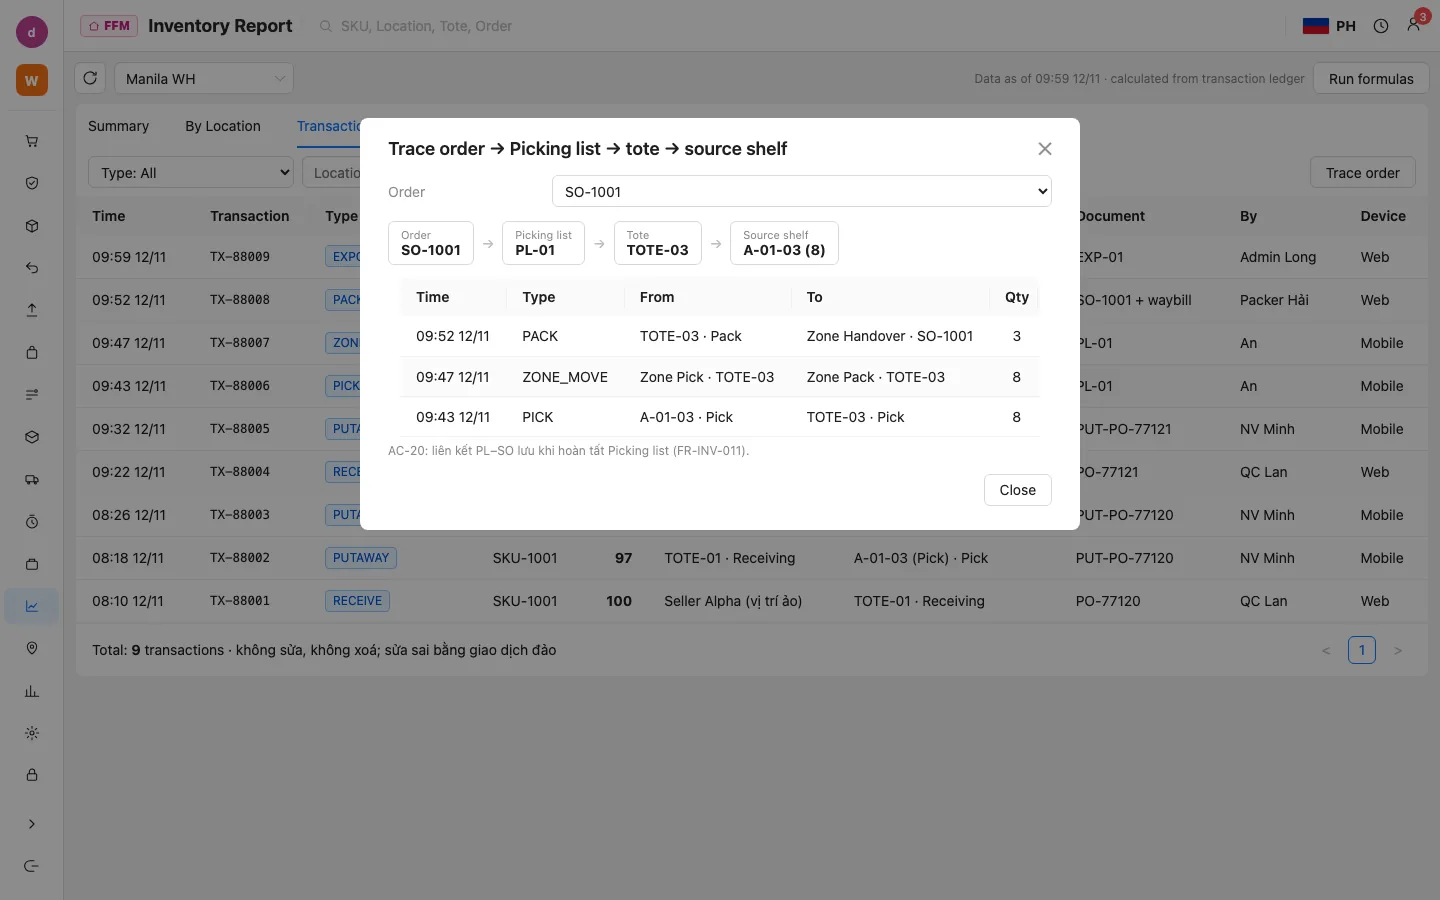 d
FFM
Inventory Report
SKU, Location, Tote, Order
PH
3
W
Manila WH
Data as of 09:59 12/11 · calculated from transaction ledger
Run formulas
Summary
By Location
Transactio
Type: All
Locatio
Trace order
Time
Transaction
Type
Document
By
Device
09:59 12/11
TX–88009
EXPO
EXP-01
Admin Long
Web
09:52 12/11
TX–88008
PACK
SO-1001 + waybill
Packer Hải
Web
09:47 12/11
TX–88007
ZON
PL-01
An
Mobile
09:43 12/11
TX–88006
PICK
PL-01
An
Mobile
09:32 12/11
TX–88005
PUTA
PUT-PO-77121
NV Minh
Mobile
09:22 12/11
TX–88004
RECE
PO-77121
QC Lan
Web
08:26 12/11
TX–88003
PUTA
PUT-PO-77120
NV Minh
Mobile
08:18 12/11
TX–88002
PUTAWAY
SKU-1001
97
TOTE-01 · Receiving
A-01-03 (Pick) · Pick
PUT-PO-77120
NV Minh
Mobile
08:10 12/11
TX–88001
RECEIVE
SKU-1001
100
Seller Alpha (vị trí ảo)
TOTE-01 · Receiving
PO-77120
QC Lan
Web
Total: 9 transactions · không sửa, không xoá; sửa sai bằng giao dịch đảo
<
1
>
Trace order → Picking list → tote → source shelf
Order
SO-1001
Order
SO-1001
→
Picking list
PL-01
→
Tote
TOTE-03
→
Source shelf
A-01-03 (8)
Time
Type
From
To
Qty
09:52 12/11
PACK
TOTE-03 · Pack
Zone Handover · SO-1001
3
09:47 12/11
ZONE_MOVE
Zone Pick · TOTE-03
Zone Pack · TOTE-03
8
09:43 12/11
PICK
A-01-03 · Pick
TOTE-03 · Pick
8
AC-20: liên kết PL–SO lưu khi hoàn tất Picking list (FR-INV-011).
Close